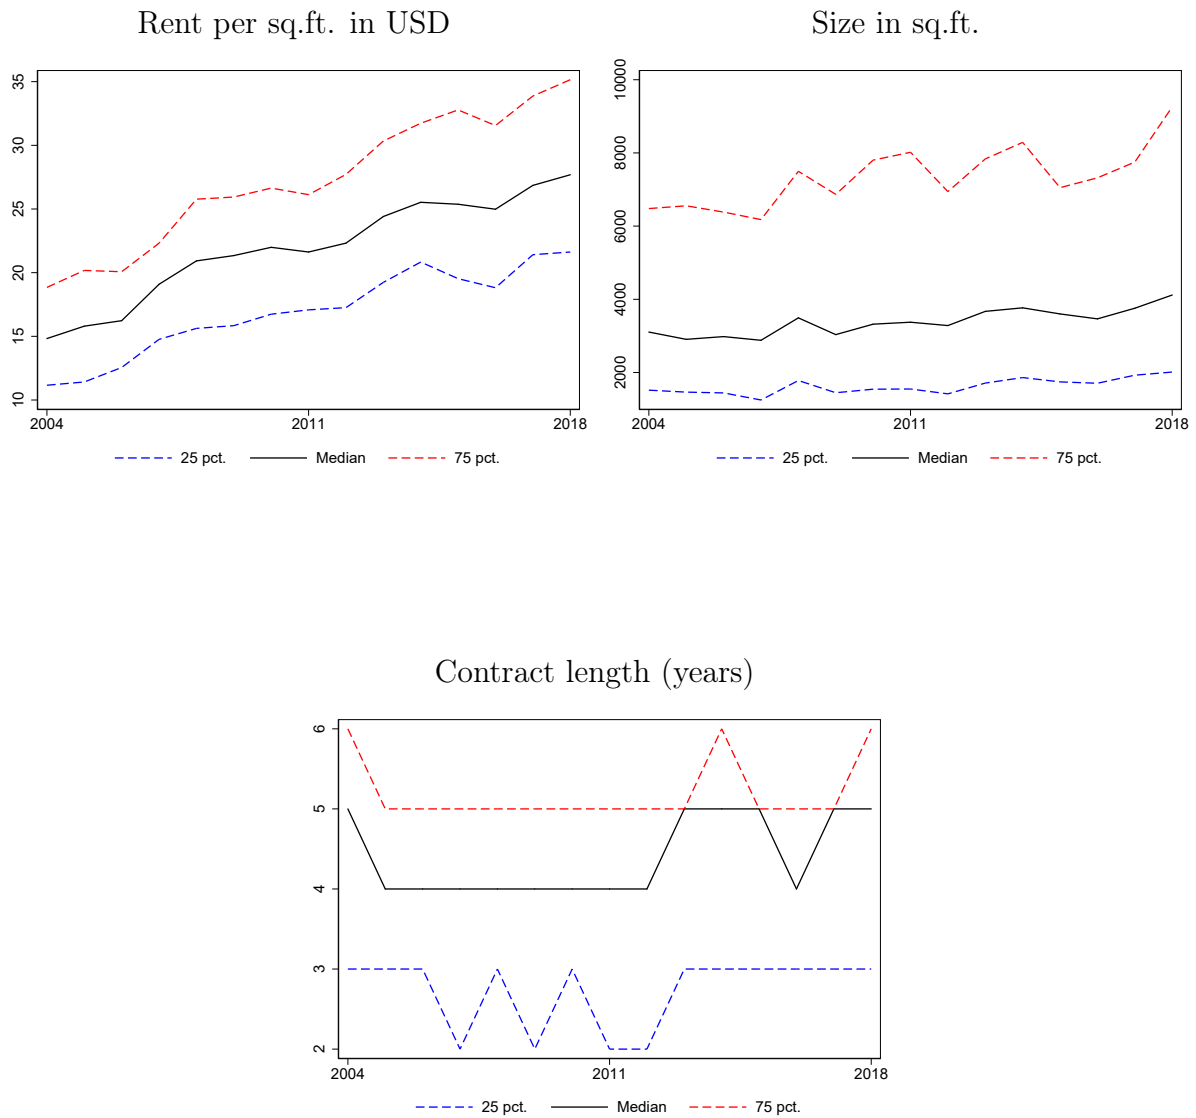 Rent per sq.ft. in USD
35
30
25
20
15
10
2004 2011 2018
25 pct. Median 75 pct.
Size in sq.ft.
10000
8000
6000
4000
2000
2004 2011 2018
25 pct. Median 75 pct.
Contract length (years)
6
5
4
3
2
2004 2011 2018
25 pct. Median 75 pct.